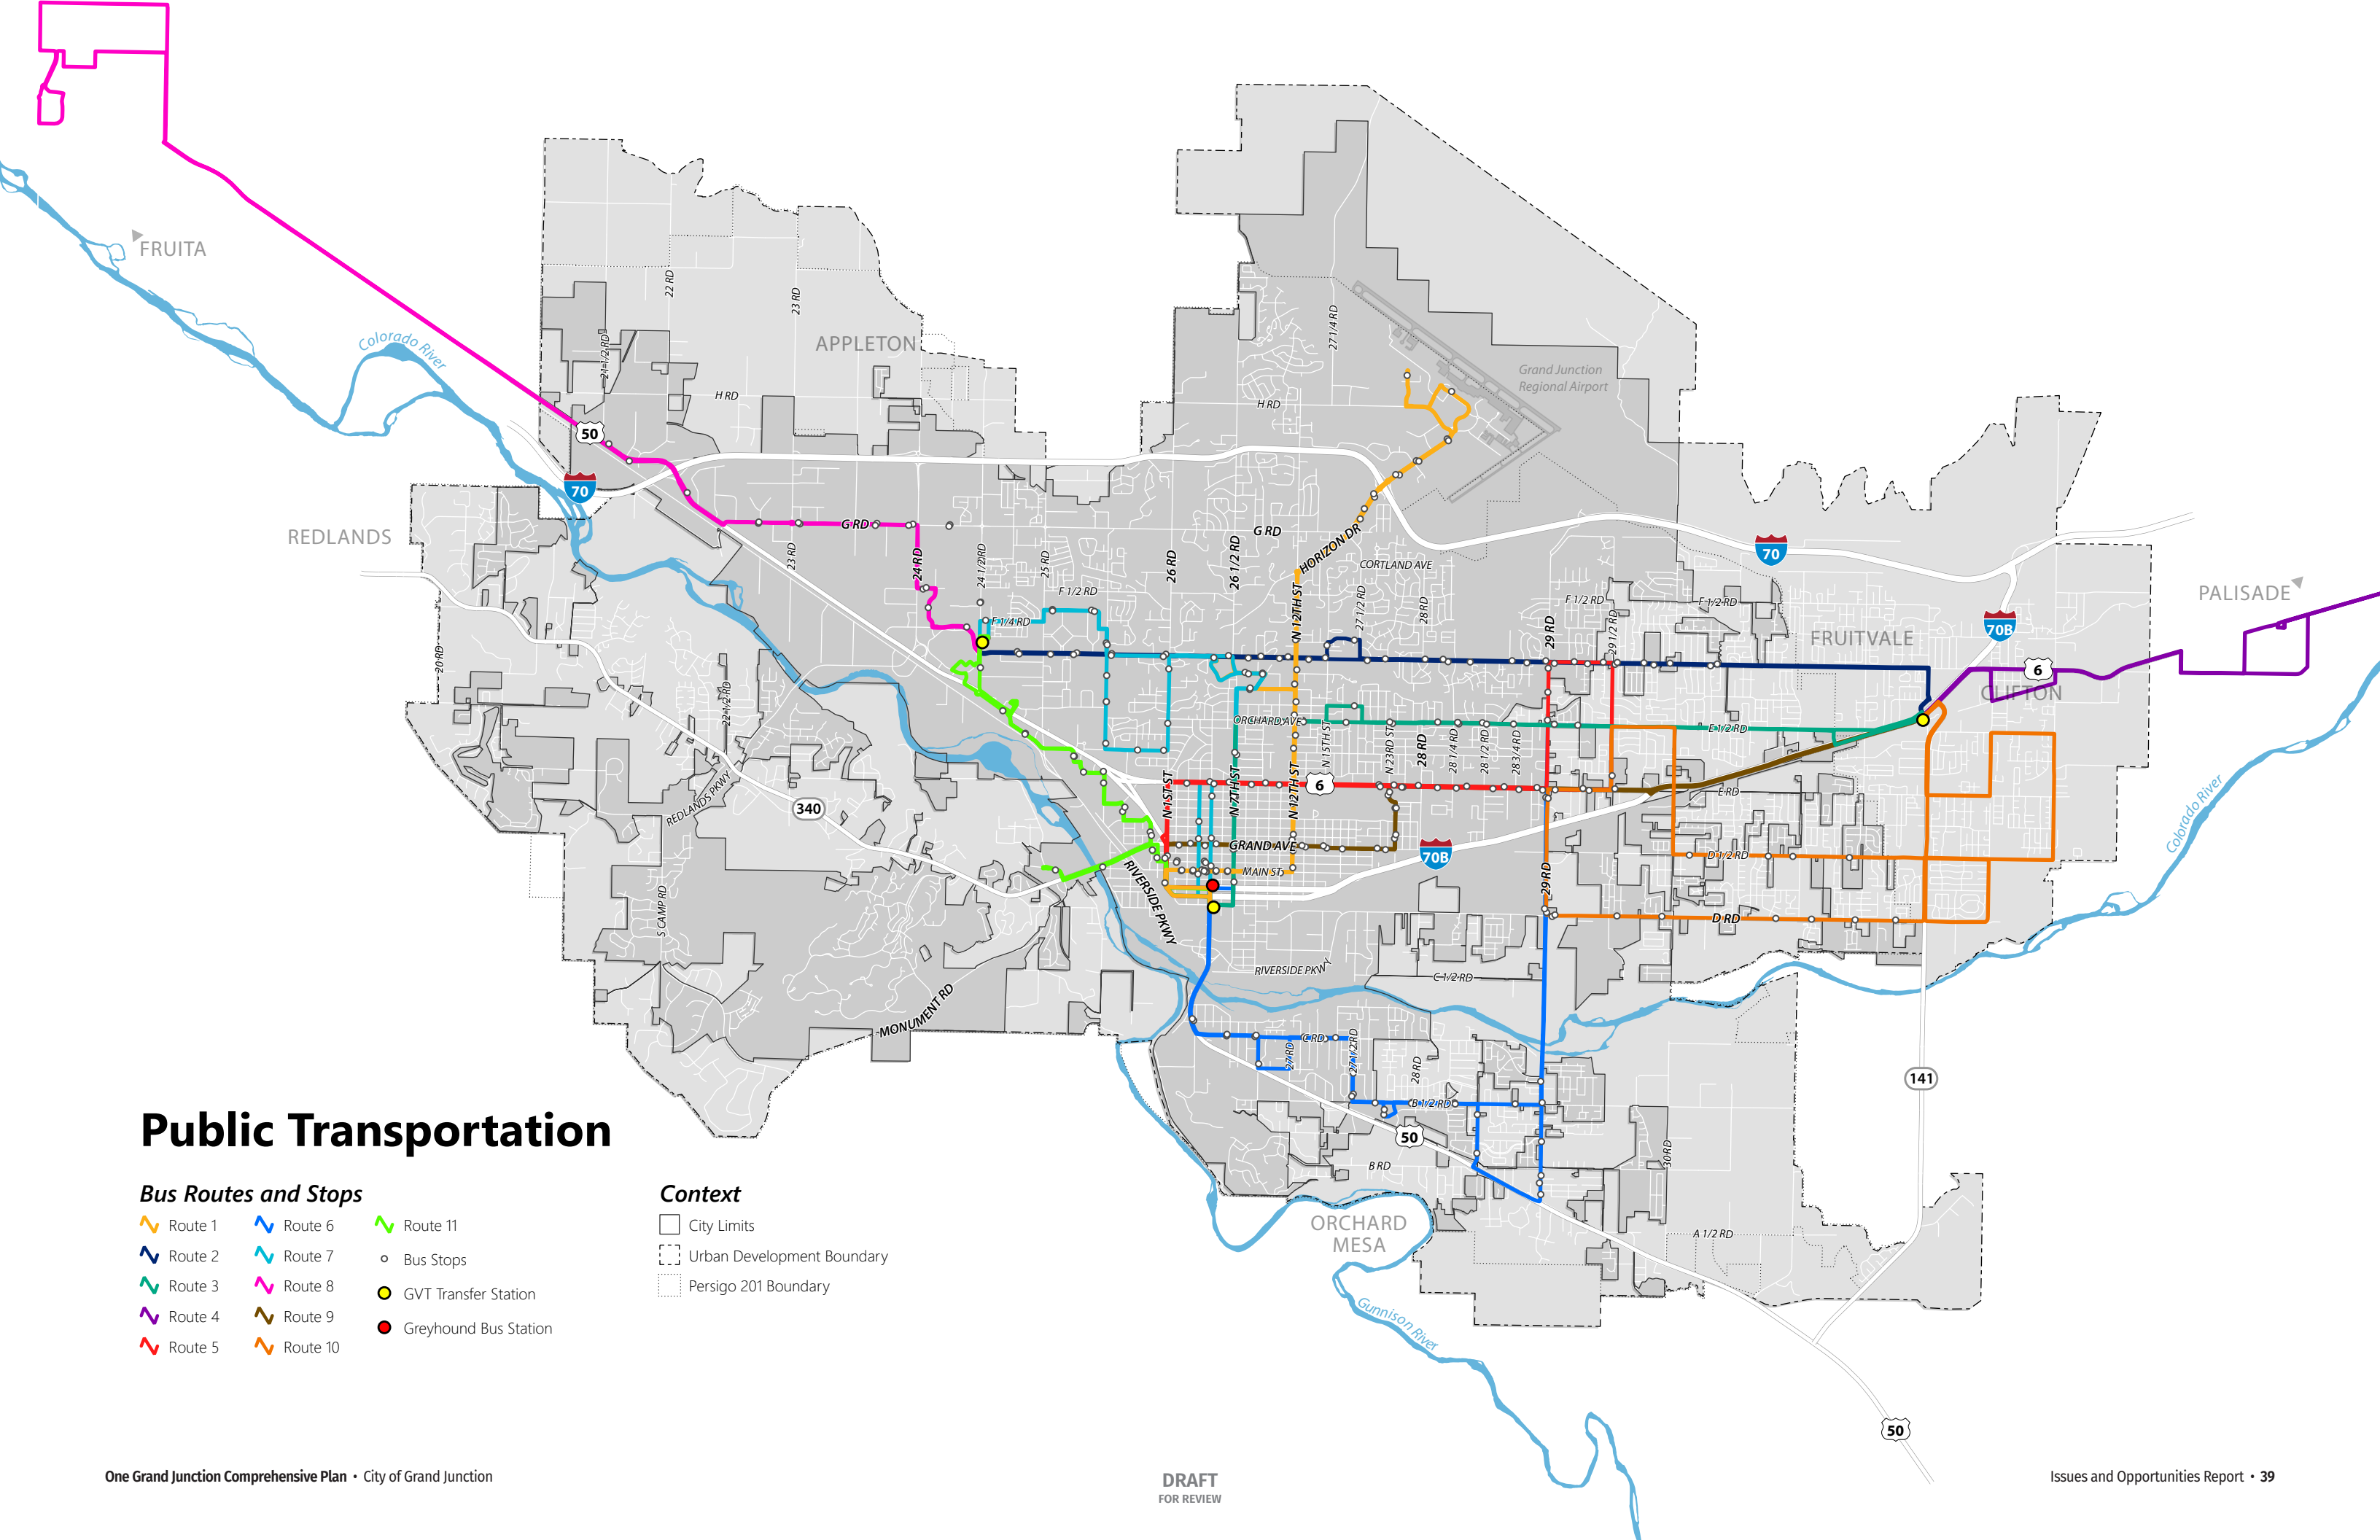 FRUITA
Colorado River
APPLETON
22 RD
23 RD
21 1/2 RD
H RD
27 1/4 RD
Grand Junction
Regional Airport
H RD
50
70
REDLANDS
G RD
23 RD
24 RD
24 1/2 RD
25 RD
26 RD
26 1/2 RD
G RD
HORIZON DR
CORTLAND AVE
70
PALISADE
F 1/2 RD
F 1/4 RD
N 12TH ST
27 1/2 RD
28 RD
29 RD
F 1/2 RD
29 1/2 RD
F 1/2 RD
FRUITVALE
70B
6
CLIFTON
20 RD
22 1/2 RD
ORCHARD AVE
N 15TH ST
N 23RD ST
28 RD
28 1/4 RD
28 1/2 RD
28 3/4 RD
E 1/2 RD
REDLANDS PKWY
340
N 1ST ST
N 7TH ST
N 12TH ST
6
E RD
GRAND AVE
70B
D 1/2 RD
MAIN ST
29 RD
Colorado River
S CAMP RD
RIVERSIDE PKWY
D RD
RIVERSIDE PKWY
C 1/2 RD
MONUMENT RD
C RD
27 RD
27 1/2 RD
28 RD
141
B 1/2 RD
50
B RD
30 RD
ORCHARD
MESA
A 1/2 RD
Gunnison River
50
Public Transportation
Bus Routes and Stops
Route 1
Route 2
Route 3
Route 4
Route 5
Route 6
Route 7
Route 8
Route 9
Route 10
Route 11
Bus Stops
GVT Transfer Station
Greyhound Bus Station
Context
City Limits
Urban Development Boundary
Persigo 201 Boundary
One Grand Junction Comprehensive Plan • City of Grand Junction
DRAFT
FOR REVIEW
Issues and Opportunities Report • 39